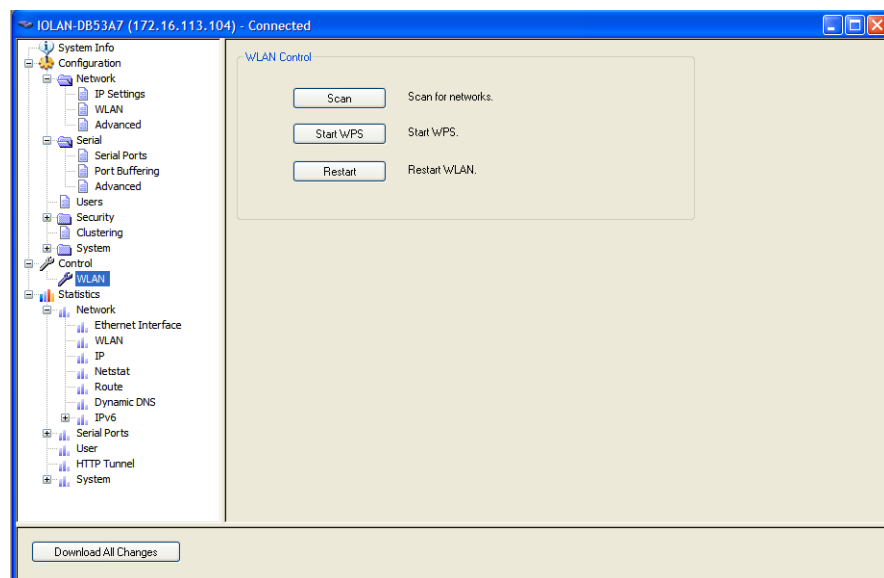 IOLAN-DB53A7 (172.16.113.104) - Connected
System Info
Configuration
Network
IP Settings
WLAN
Advanced
Serial
Serial Ports
Port Buffering
Advanced
Users
Security
Clustering
System
Control
WLAN
Statistics
Network
Ethernet Interface
WLAN
IP
Netstat
Route
Dynamic DNS
IPv6
Serial Ports
User
HTTP Tunnel
System
WLAN Control
Scan Scan for networks.
Start WPS Start WPS.
Restart Restart WLAN.
Download All Changes